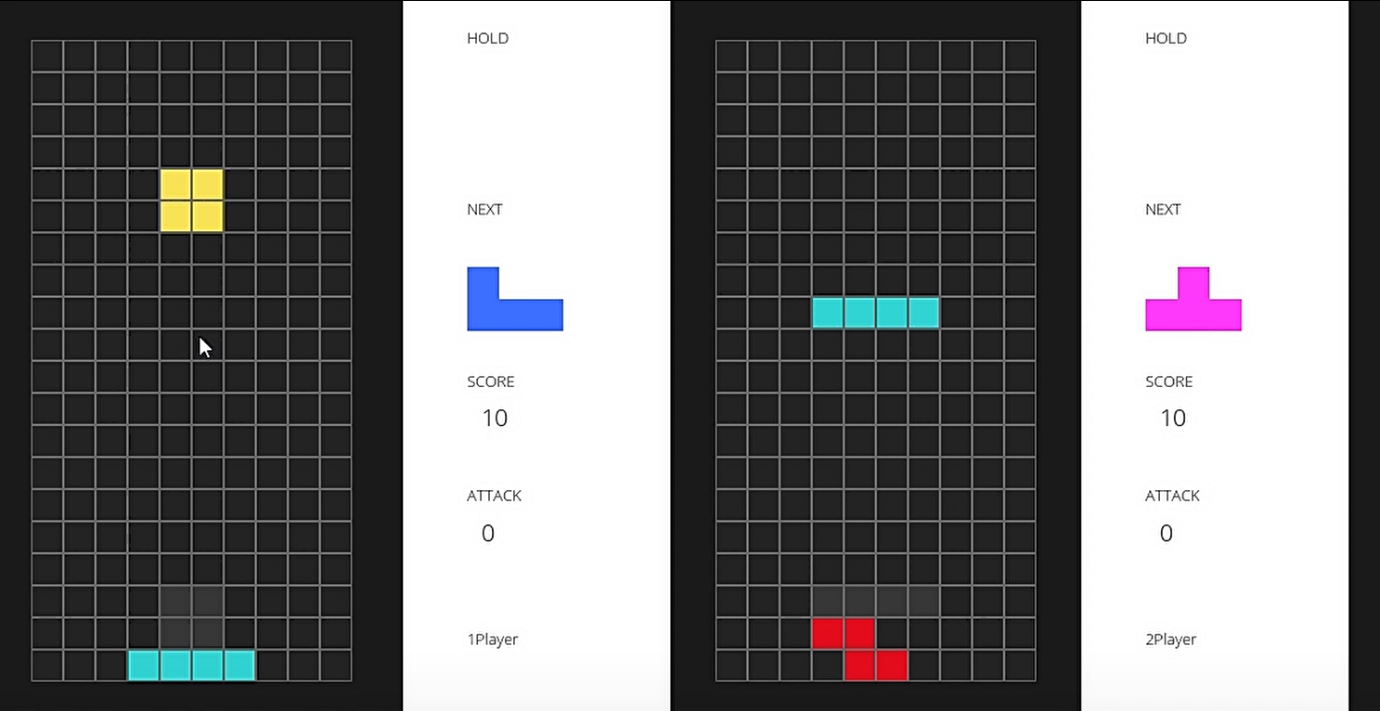 HOLD
NEXT
SCORE
10
ATTACK
0
1Player
HOLD
NEXT
SCORE
10
ATTACK
0
2Player